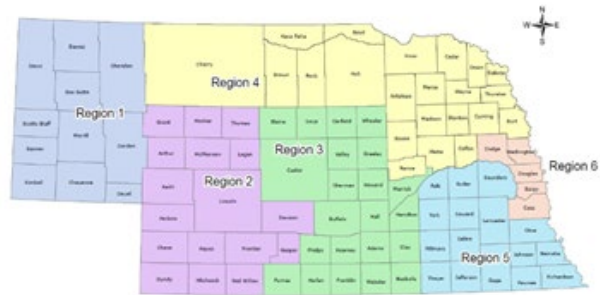 N
W E
S
Keya Paha
Boyd
Dawes
Sheridan
Cherry
Brown
Rock
Holt
Knox
Cedar
Dixon
Dakota
Sioux
Box Butte
Region 4
Antelope
Pierce
Wayne
Thurston
Region 1
Scotts Bluff
Morrill
Garden
Banner
Kimball
Cheyenne
Deuel
Grant
Hooker
Thomas
Blaine
Loup
Garfield
Wheeler
Madison
Stanton
Cuming
Burt
Boone
Platte
Colfax
Dodge
Washington
Arthur
McPherson
Logan
Region 3
Custer
Valley
Greeley
Nance
Region 6
Douglas
Sarpy
Cass
Keith
Region 2
Lincoln
Sherman
Howard
Merrick
Polk
Butler
Saunders
Perkins
Dawson
Buffalo
Hall
Hamilton
York
Seward
Lancaster
Otoe
Chase
Hayes
Frontier
Gosper
Phelps
Kearney
Adams
Clay
Fillmore
Saline
Region 5
Johnson
Nemaha
Dundy
Hitchcock
Red Willow
Furnas
Harlan
Franklin
Webster
Nuckolls
Thayer
Jefferson
Gage
Pawnee
Richardson